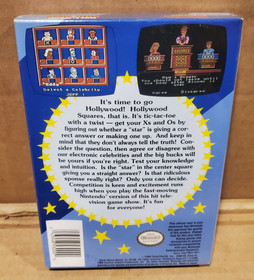 Select a Celebrity
It's time to go
Hollywood! Hollywood
Squares, that is. It's tic-tac-toe
with a twist — get your Xs and Os by
figuring out whether a "star" is giving a cor-
rect answer or making one up. And keep in
mind that they don't always tell the truth! Con-
sider the question, then agree or disagree with
our electronic celebrities and the big bucks will
be yours if you're right. Test your knowledge
and intuition. Is the "star" in the center square
giving you a straight answer? Is that ridiculous
sponse really right? Only you can decide.
Competition is keen and excitement runs
high when you play the fast-moving
Nintendo version of this hit tele-
vision game show. It's fun
for everyone!
Nintendo